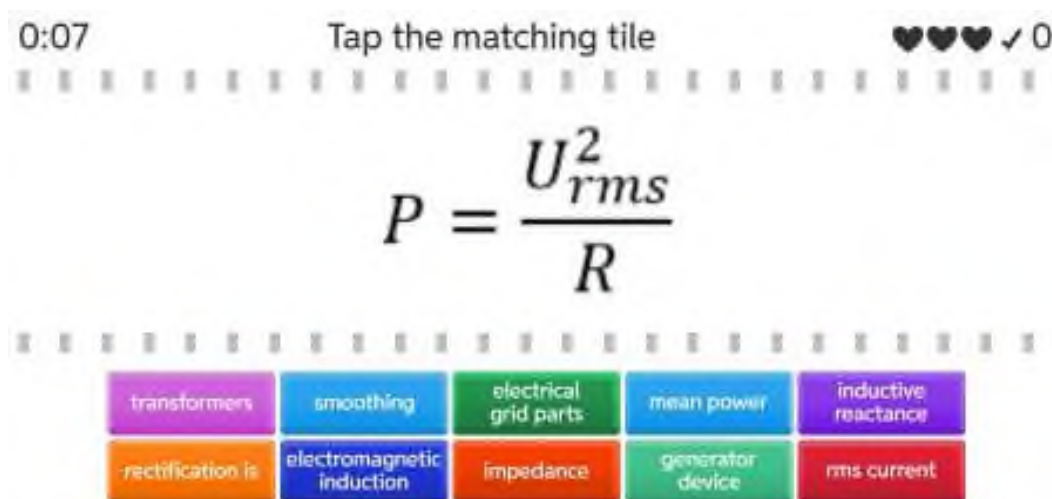 0:07 Tap the matching tile ✓ 0
P = U²rms / R
transformers smoothing electrical grid parts mean power inductive reactance
rectification is electromagnetic induction impedance generator device rms current